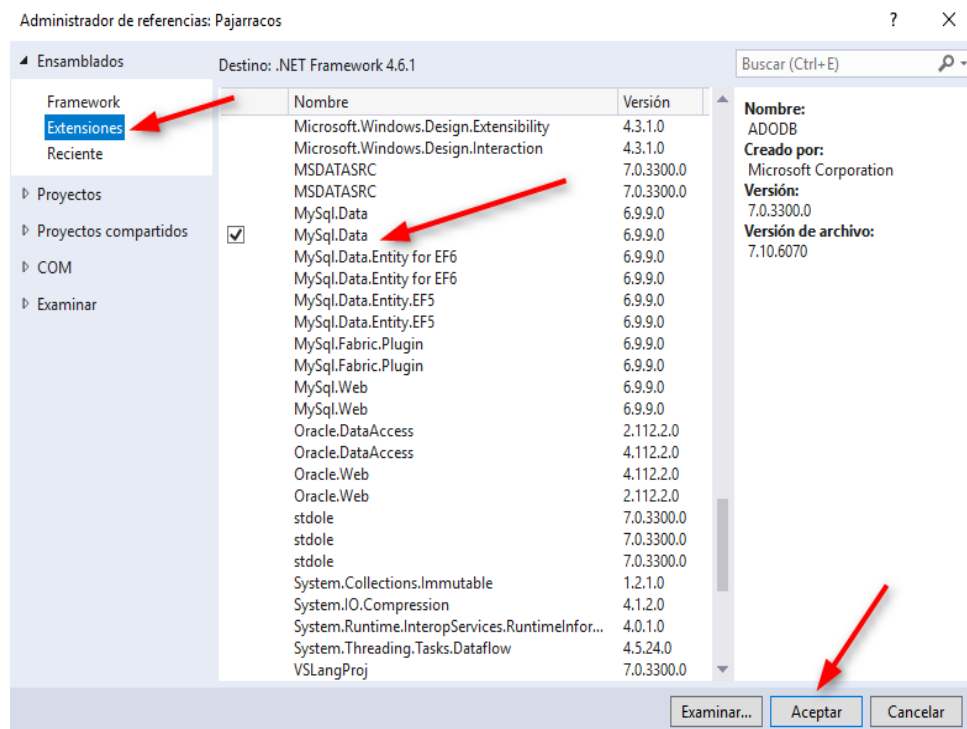 Administrador de referencias: Pajarracos ? ×
Ensamblados
Framework
Extensiones
Reciente
Proyectos
Proyectos compartidos
COM
Examinar
Destino: .NET Framework 4.6.1
Buscar (Ctrl+E)
Nombre Versión
Microsoft.Windows.Design.Extensibility 4.3.1.0
Microsoft.Windows.Design.Interaction 4.3.1.0
MSDATASRC 7.0.3300.0
MSDATASRC 7.0.3300.0
MySql.Data 6.9.9.0
MySql.Data 6.9.9.0
MySql.Data.Entity for EF6 6.9.9.0
MySql.Data.Entity for EF6 6.9.9.0
MySql.Data.Entity.EF5 6.9.9.0
MySql.Data.Entity.EF5 6.9.9.0
MySql.Fabric.Plugin 6.9.9.0
MySql.Fabric.Plugin 6.9.9.0
MySql.Web 6.9.9.0
MySql.Web 6.9.9.0
Oracle.DataAccess 2.112.2.0
Oracle.DataAccess 4.112.2.0
Oracle.Web 4.112.2.0
Oracle.Web 2.112.2.0
stdole 7.0.3300.0
stdole 7.0.3300.0
stdole 7.0.3300.0
System.Collections.Immutable 1.2.1.0
System.IO.Compression 4.1.2.0
System.Runtime.InteropServices.RuntimeInfor... 4.0.1.0
System.Threading.Tasks.Dataflow 4.5.24.0
VSLangProj 7.0.3300.0
Nombre:
ADODB
Creado por:
Microsoft Corporation
Versión:
7.0.3300.0
Versión de archivo:
7.10.6070
Examinar... Aceptar Cancelar